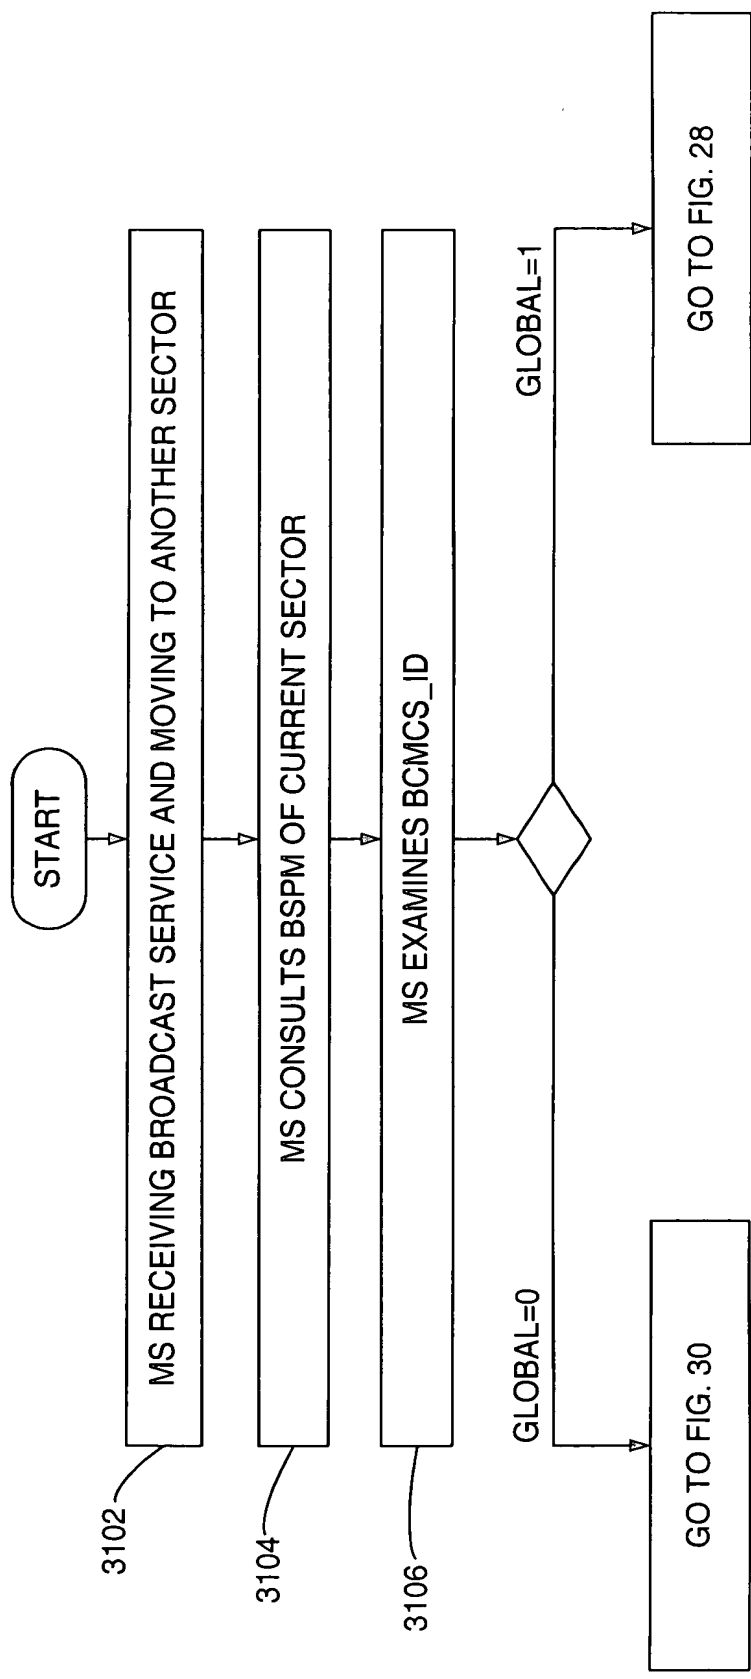 START
3102
MS RECEIVING BROADCAST SERVICE AND MOVING TO ANOTHER SECTOR
3104
MS CONSULTS BSPM OF CURRENT SECTOR
3106
MS EXAMINES BCMCS_ID
GLOBAL=0
GLOBAL=1
GO TO FIG. 30
GO TO FIG. 28